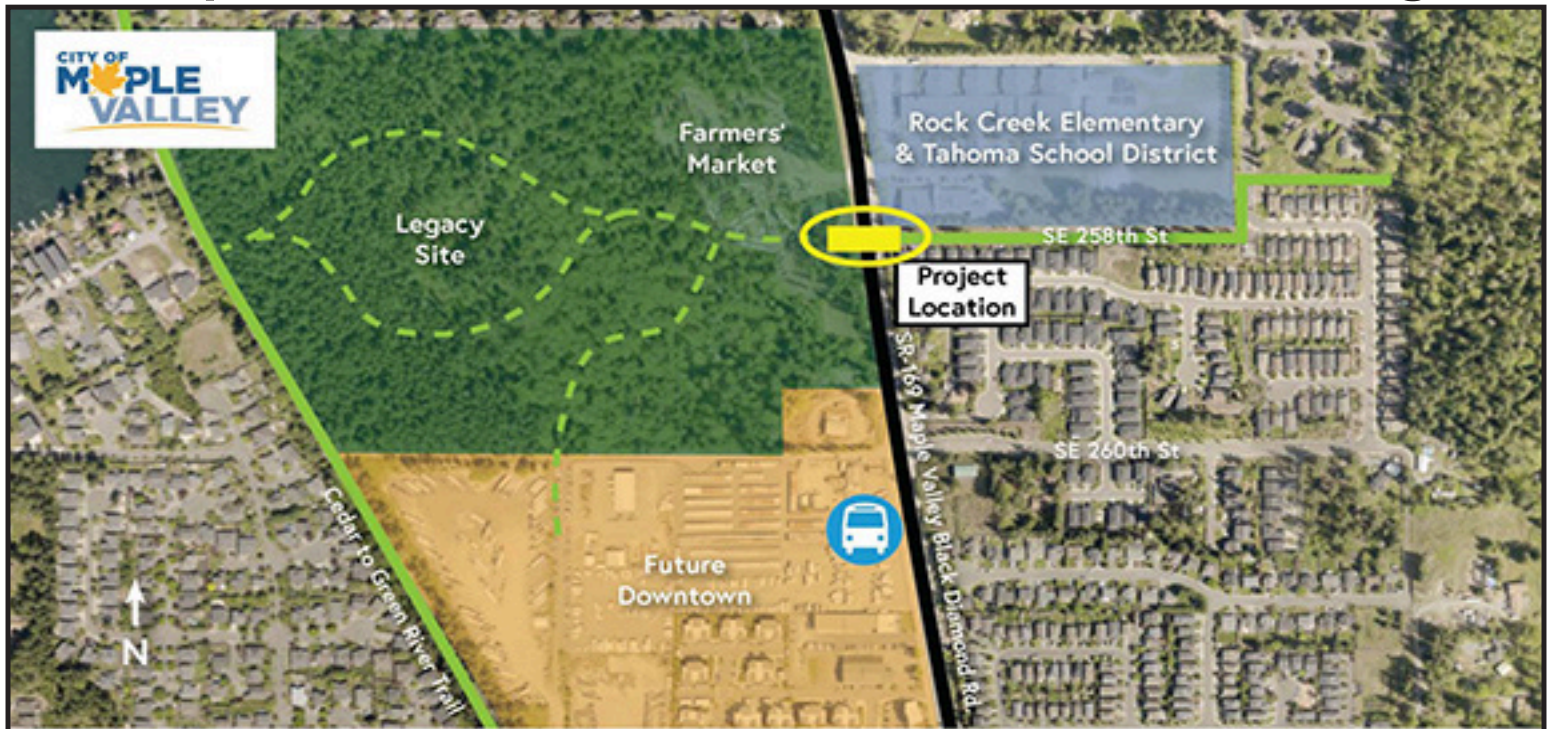 CITY OF
MAPLE
VALLEY
Farmers'
Market
Rock Creek Elementary
& Tahoma School District
Legacy
Site
SE 258th St
Project
Location
SR-169 Maple Valley Black Diamond Rd.
SE 260th St
Cedar to Green River Trail
Future
Downtown
N